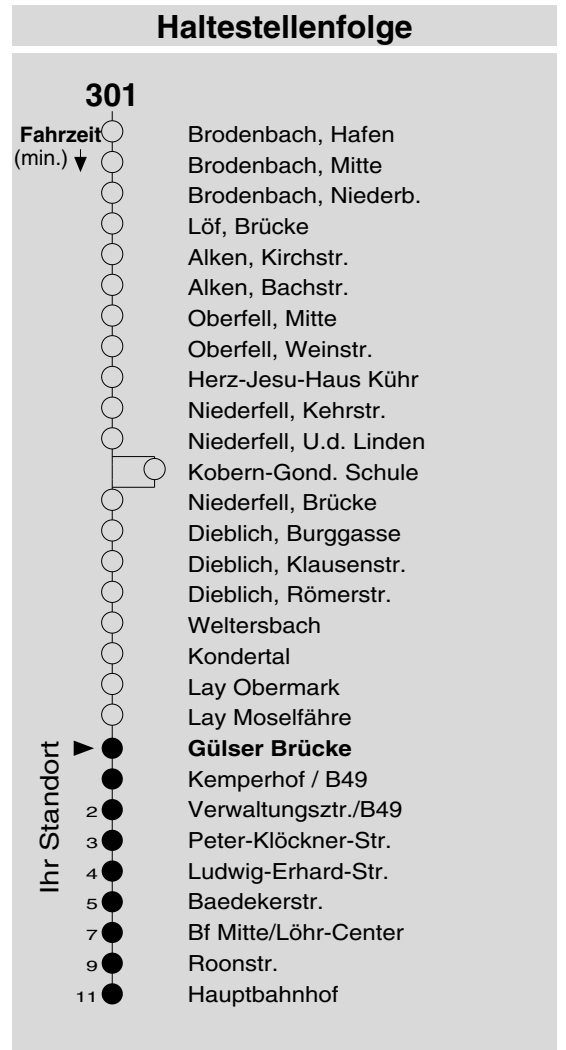 Haltestellenfolge
301
Fahrzeit
(min.)
Brodenbach, Hafen
Brodenbach, Mitte
Brodenbach, Niederb.
Löf, Brücke
Alken, Kirchstr.
Alken, Bachstr.
Oberfell, Mitte
Oberfell, Weinstr.
Herz-Jesu-Haus Kühr
Niederfell, Kehrstr.
Niederfell, U.d. Linden
Kobern-Gond. Schule
Niederfell, Brücke
Dieblich, Burggasse
Dieblich, Klausenstr.
Dieblich, Römerstr.
Weltersbach
Kondertal
Lay Obermark
Lay Moselfähre
Ihr Standort
Gülser Brücke
Kemperhof / B49
2 Verwaltungsztr./B49
3 Peter-Klöckner-Str.
4 Ludwig-Erhard-Str.
5 Baedekerstr.
7 Bf Mitte/Löhr-Center
9 Roonstr.
11 Hauptbahnhof